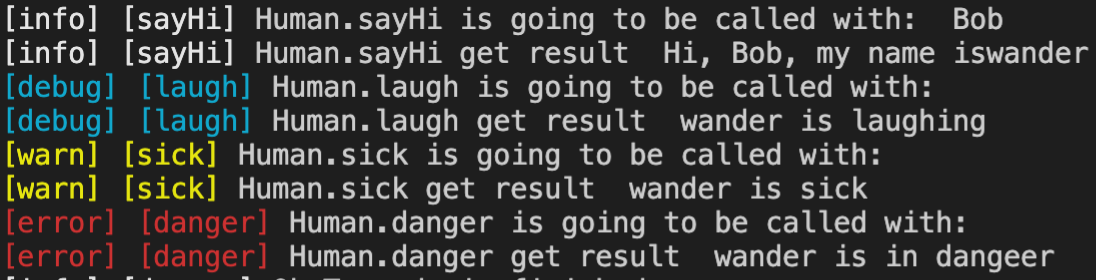 [info] [sayHi] Human.sayHi is going to be called with:  Bob
[info] [sayHi] Human.sayHi get result  Hi, Bob, my name iswander
[debug] [laugh] Human.laugh is going to be called with:
[debug] [laugh] Human.laugh get result  wander is laughing
[warn] [sick] Human.sick is going to be called with:
[warn] [sick] Human.sick get result  wander is sick
[error] [danger] Human.danger is going to be called with:
[error] [danger] Human.danger get result  wander is in dangeer